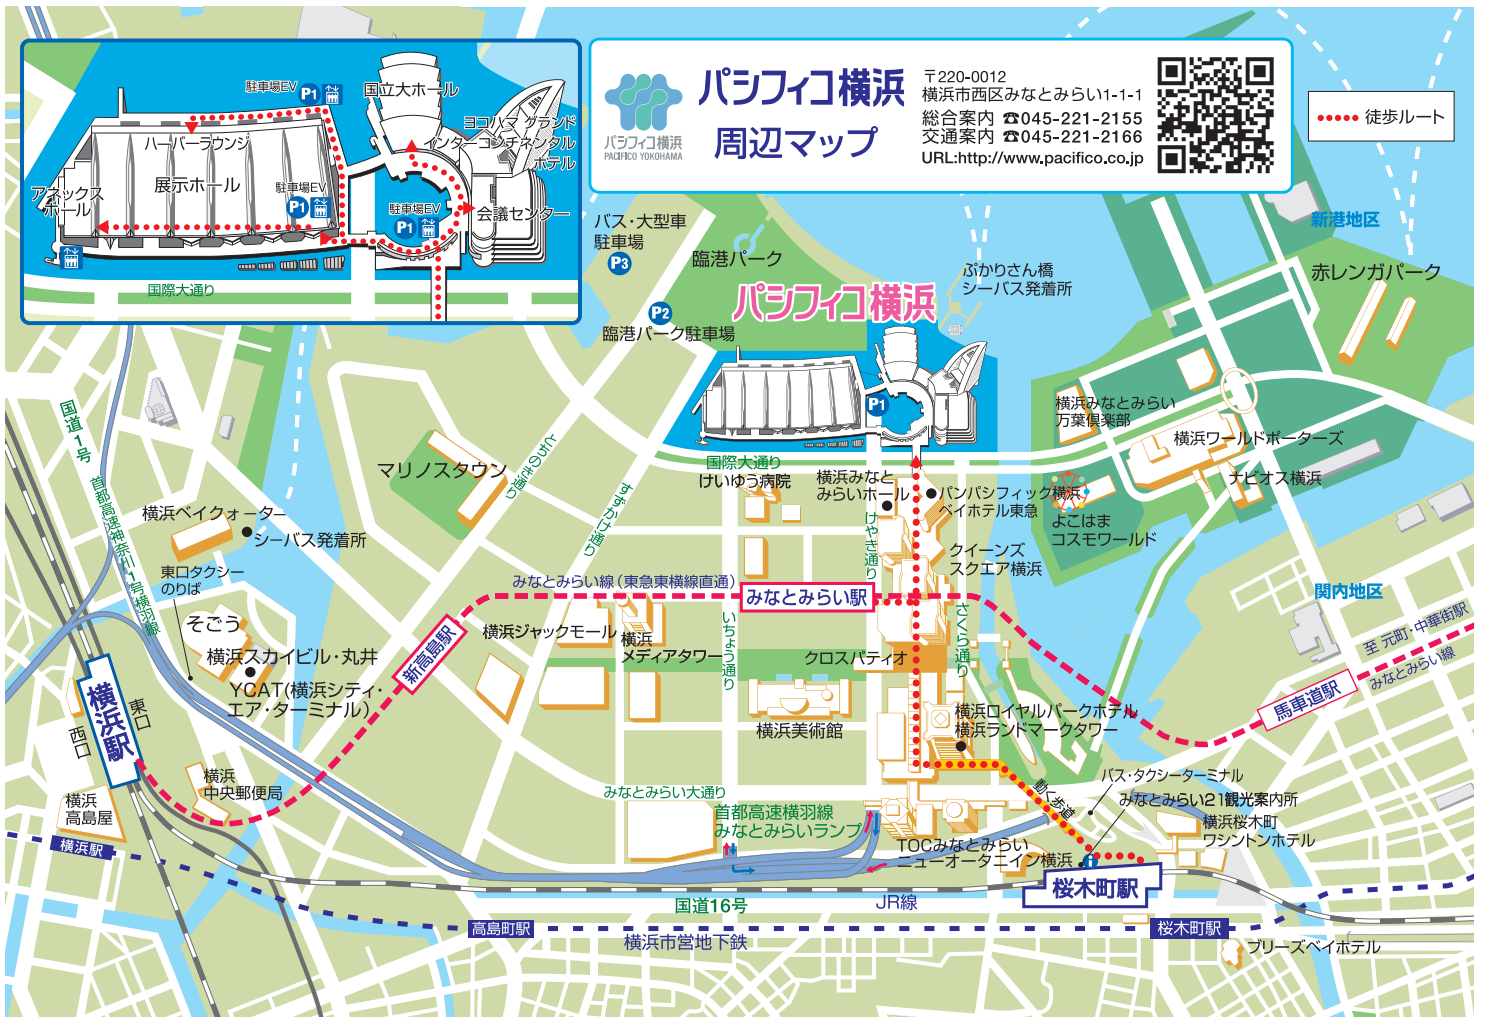 駐車場EV
P1
国立大ホール
ヨコハマ グランド
インターコンチネンタル
ホテル
ハーバーラウンジ
展示ホール
アネックス
ホール
駐車場EV
P1
駐車場EV
P1
会議センター
国際大通り
パシフィコ横浜
PACIFICO YOKOHAMA
パシフィコ横浜
周辺マップ
〒220-0012
横浜市西区みなとみらい1-1-1
総合案内 ☎045-221-2155
交通案内 ☎045-221-2166
URL:http://www.pacifico.co.jp
徒歩ルート
新港地区
バス・大型車
駐車場
P3
臨港パーク
ぷかりさん橋
シーバス発着所
赤レンガパーク
パシフィコ横浜
P2
臨港パーク駐車場
P1
国道1号
首都高速神奈川1号横羽線
横浜みなとみらい
万葉倶楽部
横浜ワールドポーターズ
ナビオス横浜
マリノスタウン
とちのき通り
すずかけ通り
国際大通り
けいゆう病院
横浜みなと
みらいホール
パンパシフィック横浜
ベイホテル東急
けやき通り
よこはま
コスモワールド
横浜ベイクォーター
シーバス発着所
クイーンズ
スクエア横浜
東口タクシー
のりば
みなとみらい線(東急東横線直通)
みなとみらい駅
関内地区
至 元町・中華街駅
みなとみらい線
馬車道駅
そごう
横浜スカイビル・丸井
YCAT(横浜シティ・
エア・ターミナル)
新高島駅
横浜ジャックモール
横浜
メディアタワー
いちょう通り
クロスパティオ
さくら通り
横浜駅
東口
西口
横浜美術館
横浜ロイヤルパークホテル
横浜ランドマークタワー
横浜
中央郵便局
横浜
高島屋
みなとみらい大通り
首都高速横羽線
みなとみらいランプ
動く歩道
バス・タクシーターミナル
みなとみらい21観光案内所
横浜桜木町
ワシントンホテル
TOCみなとみらい
ニューオータニイン横浜
横浜駅
i
桜木町駅
国道16号
JR線
高島町駅
横浜市営地下鉄
桜木町駅
ブリーズベイホテル